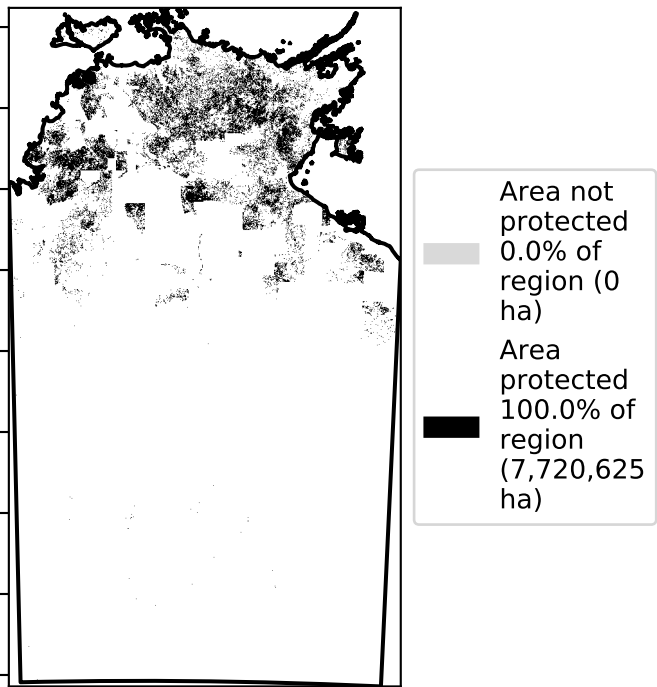 Area not
protected
0.0% of
region (0
ha)
Area
protected
100.0% of
region
(7,720,625
ha)